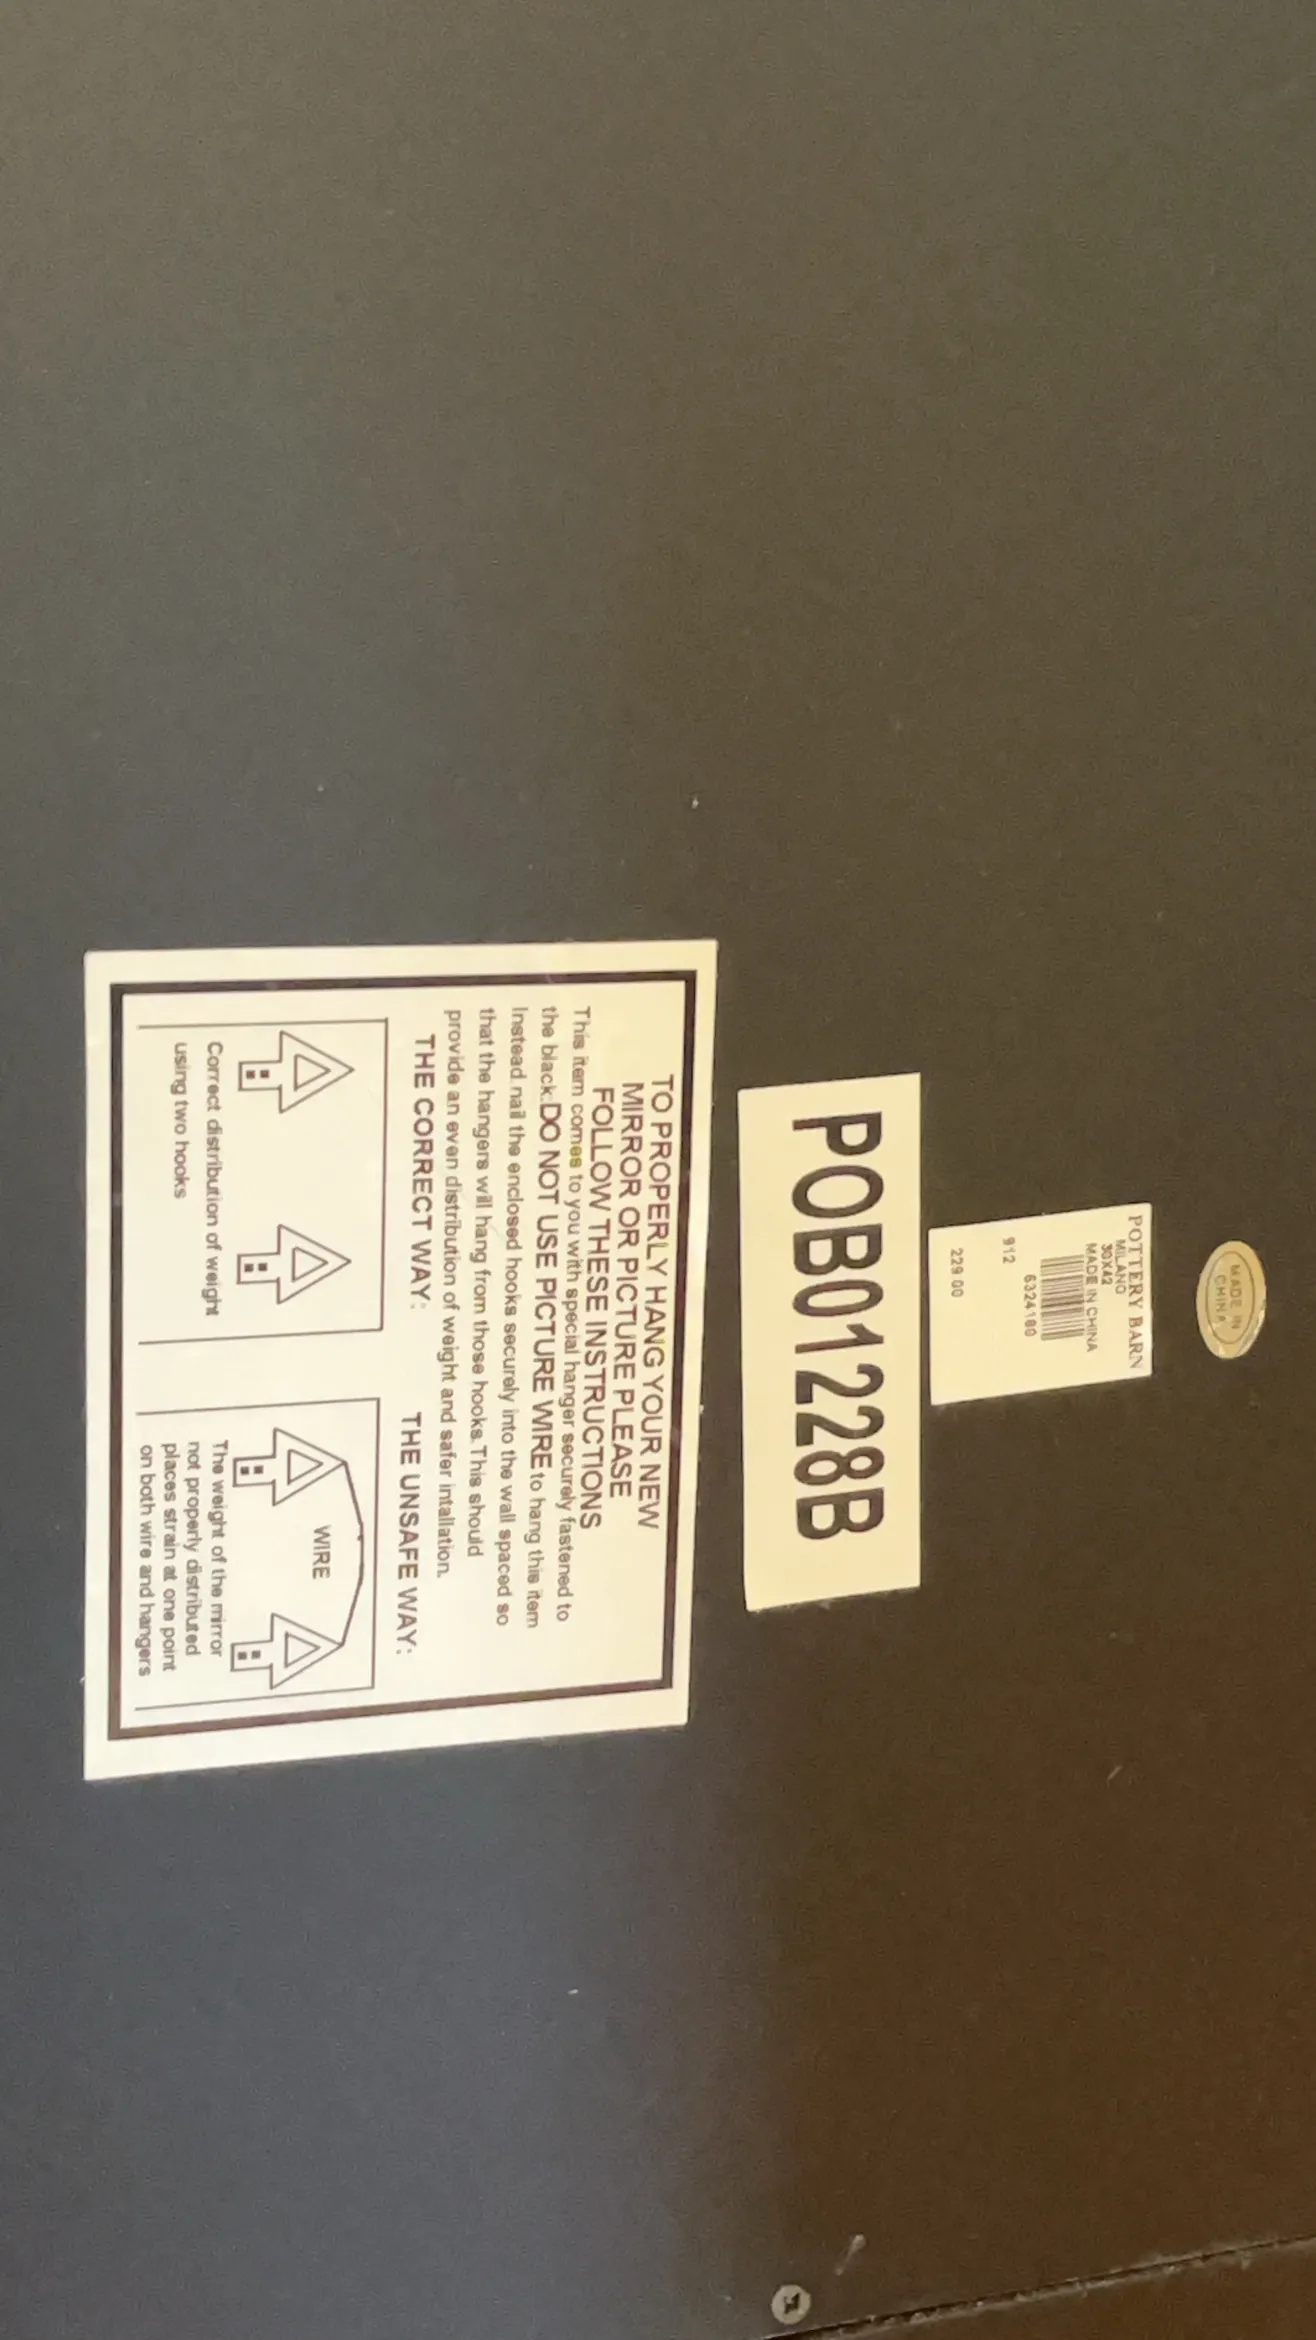 MADE IN
CHINA
POTTERY BARN
MILANO
30X42
MADE IN CHINA
6324180
912
229 00
POB01228B
TO PROPERLY HANG YOUR NEW
MIRROR OR PICTURE PLEASE
FOLLOW THESE INSTRUCTIONS
This item comes to you with special hanger securely fastened to
the black.DO NOT USE PICTURE WIRE to hang this item
Instead nail the enclosed hooks securely into the wall spaced so
that the hangers will hang from those hooks.This should
provide an even distribution of weight and safer intallation.
THE CORRECT WAY:
Correct distribution of weight
using two hooks
THE UNSAFE WAY:
WIRE
The weight of the mirror
not properly distributed
places strain at one point
on both wire and hangers